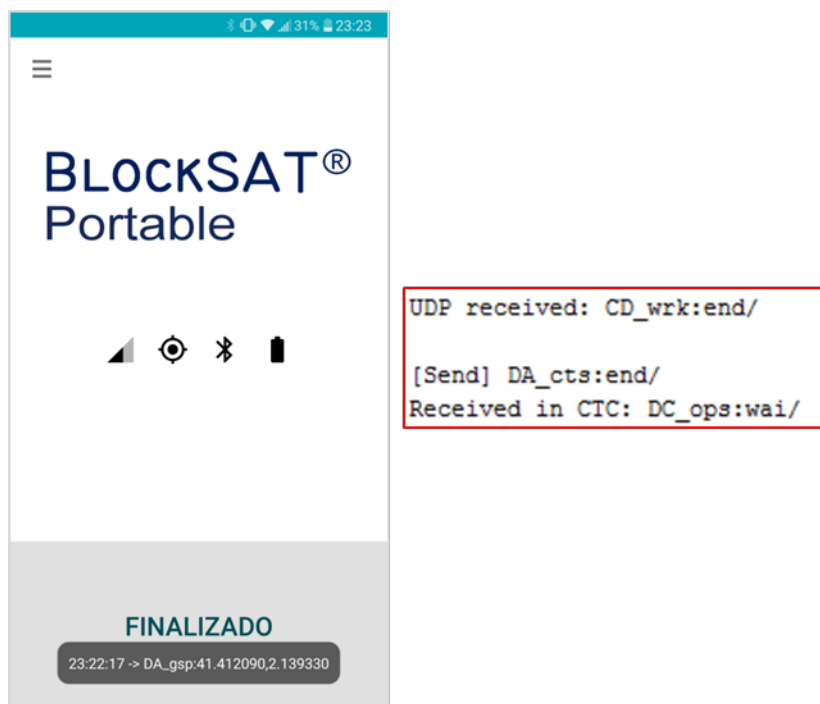 31% 23:23
BLOCKSAT®
Portable
UDP received: CD_wrk:end/
[Send] DA_cts:end/
Received in CTC: DC_ops:wai/
FINALIZADO
23:22:17 -> DA_gsp:41.412090,2.139330